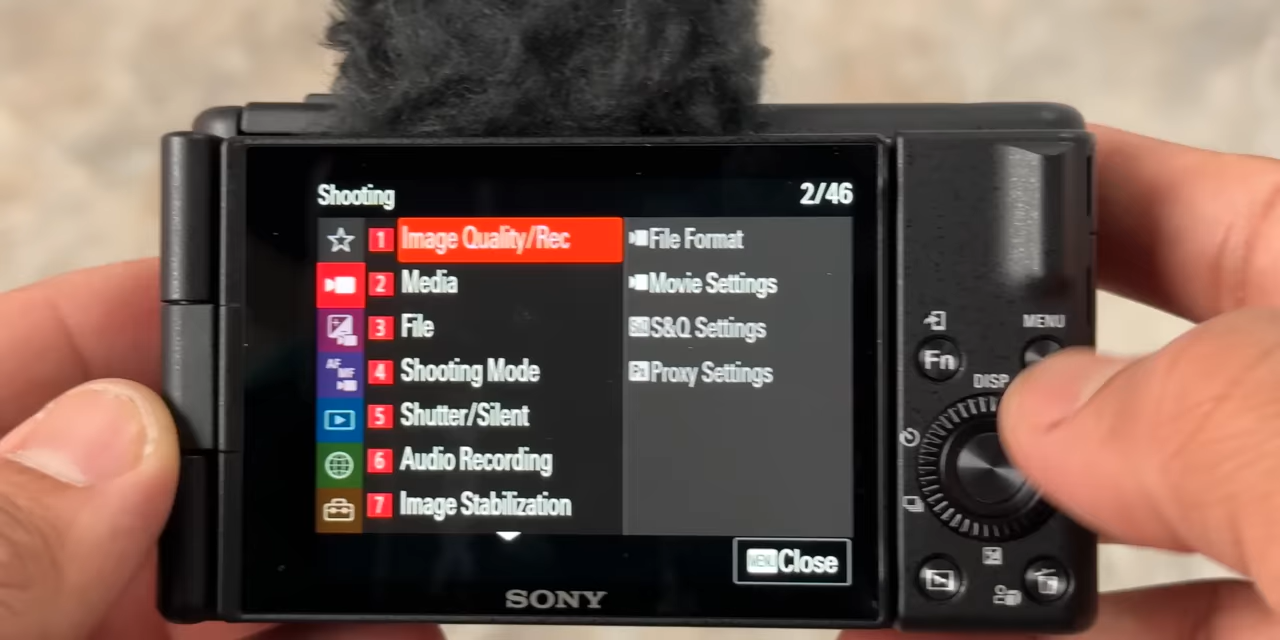 Shooting 2/46
1 Image Quality/Rec
2 Media
3 File
4 Shooting Mode
5 Shutter/Silent
6 Audio Recording
7 Image Stabilization
AF
MF
File Format
Movie Settings
S&Q Settings
Proxy Settings
MENU Close
SONY
MENU
Fn
DISP